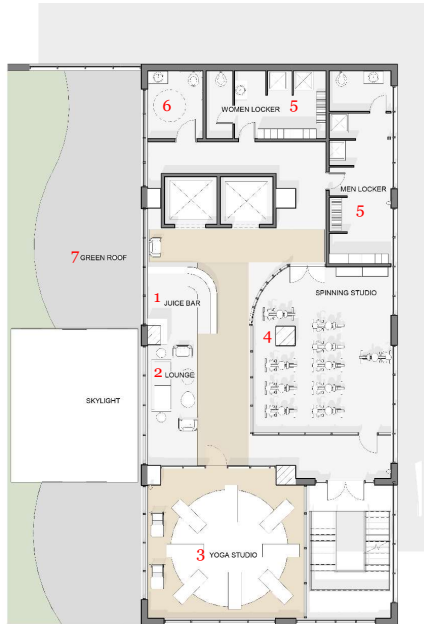 6
WOMEN LOCKER
5
MEN LOCKER
5
7 GREEN ROOF
1
JUICE BAR
SPINNING STUDIO
4
2 LOUNGE
SKYLIGHT
3 YOGA STUDIO